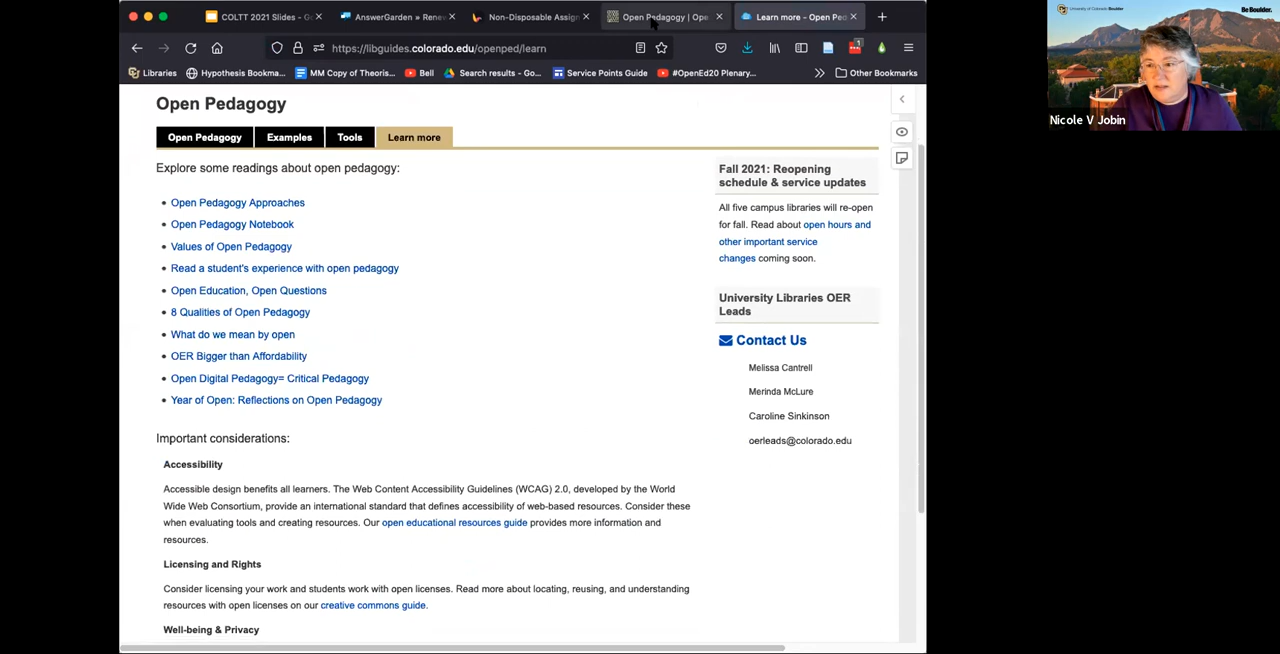 COLTT 2021 Slides - Go
AnswerGarden » Renew
Non-Disposable Assign
Open Pedagogy | Ope
Learn more - Open Ped
https://libguides.colorado.edu/openped/learn
1
Libraries
Hypothesis Bookma...
MM Copy of Theoris...
Bell
Search results - Go...
Service Points Guide
#OpenEd20 Plenary...
Other Bookmarks
Open Pedagogy
Open Pedagogy
Examples
Tools
Learn more
Explore some readings about open pedagogy:
Open Pedagogy Approaches
Open Pedagogy Notebook
Values of Open Pedagogy
Read a student's experience with open pedagogy
Open Education, Open Questions
8 Qualities of Open Pedagogy
What do we mean by open
OER Bigger than Affordability
Open Digital Pedagogy= Critical Pedagogy
Year of Open: Reflections on Open Pedagogy
Important considerations:
Accessibility
Accessible design benefits all learners. The Web Content Accessibility Guidelines (WCAG) 2.0, developed by the World
Wide Web Consortium, provide an international standard that defines accessibility of web-based resources. Consider these
when evaluating tools and creating resources. Our open educational resources guide provides more information and
resources.
Licensing and Rights
Consider licensing your work and students work with open licenses. Read more about locating, reusing, and understanding
resources with open licenses on our creative commons guide.
Well-being & Privacy
Fall 2021: Reopening
schedule & service updates
All five campus libraries will re-open
for fall. Read about open hours and
other important service
changes coming soon.
University Libraries OER
Leads
Contact Us
Melissa Cantrell
Merinda McLure
Caroline Sinkinson
oerleads@colorado.edu
University of Colorado Boulder
Be Boulder.
Nicole V Jobin